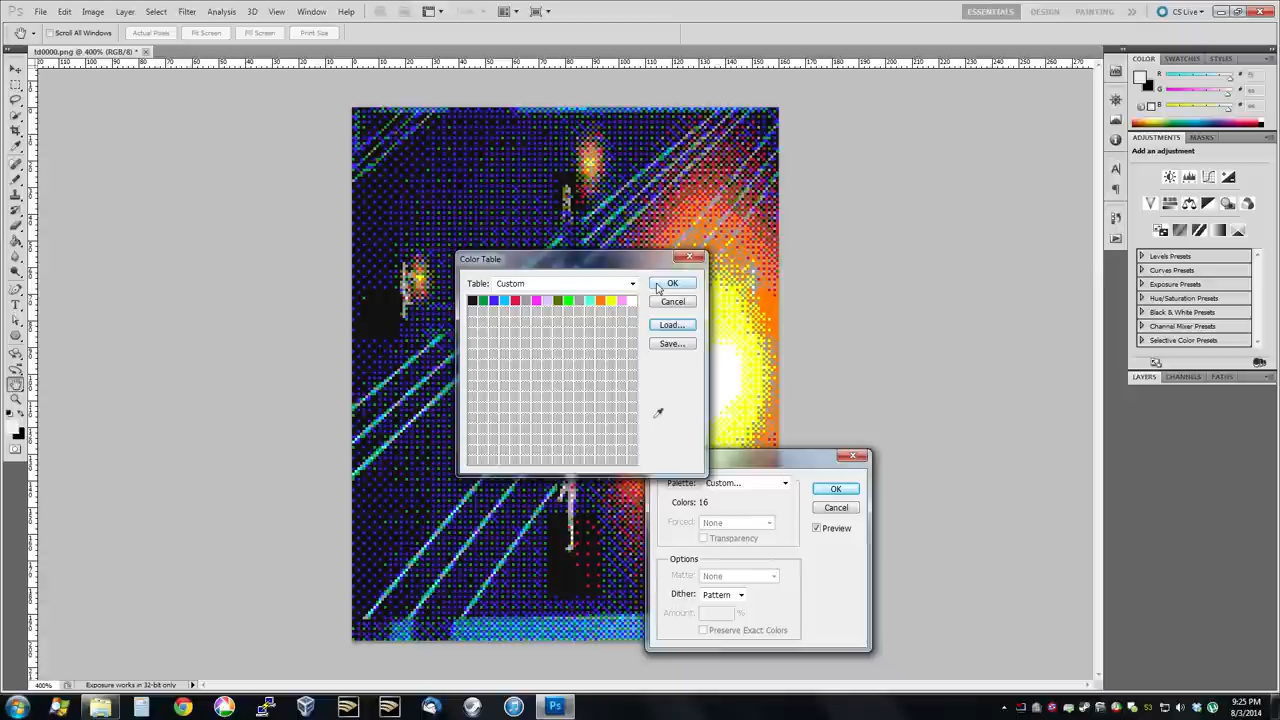 Ps File Edit Image Layer Select Filter Analysis 3D View Window Help
ESSENTIALS DESIGN PAINTING CS Live
Scroll All Windows Actual Pixels Fit Screen Fill Screen Print Size
td0000.png @ 400% (RGB/8) *
COLOR SWATCHES STYLES
R
G
B
ADJUSTMENTS MASKS
Add an adjustment
Levels Presets
Curves Presets
Exposure Presets
Hue/Saturation Presets
Black & White Presets
Channel Mixer Presets
Selective Color Presets
LAYERS CHANNELS PATHS
Color Table
Table: Custom
OK
Cancel
Load...
Save...
Palette: Custom...
OK
Colors: 16
Cancel
Forced: None
Preview
Transparency
Options
Matte: None
Dither: Pattern
Amount: %
Preserve Exact Colors
400% Exposure works in 32-bit only
Ps
9:25 PM
8/3/2014